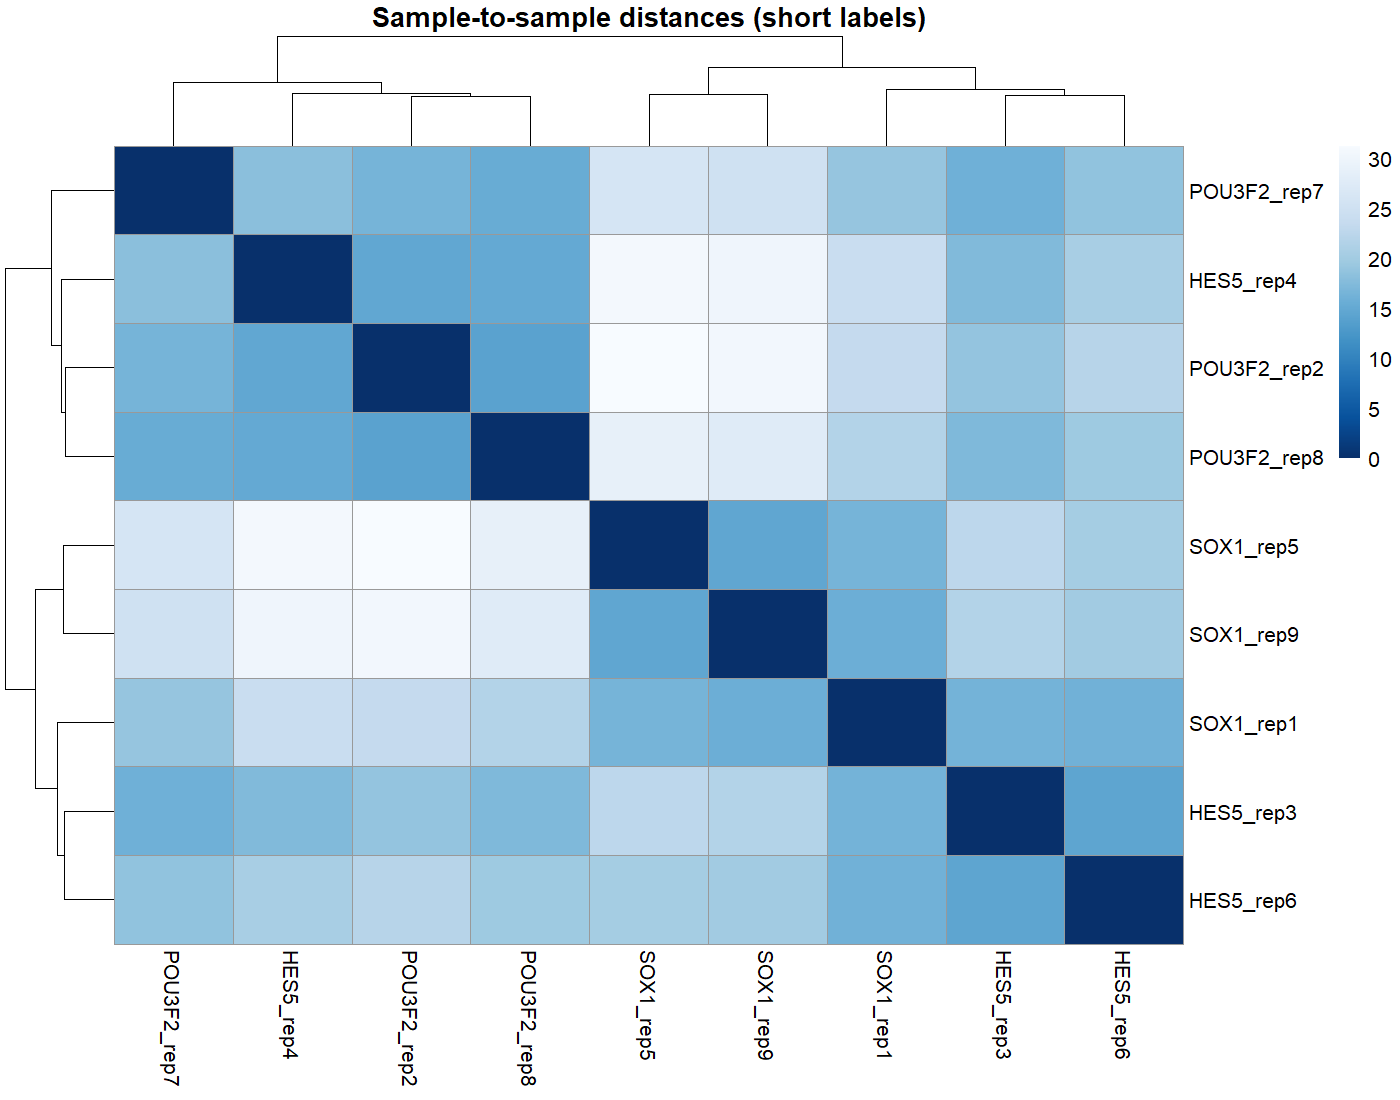 Sample-to-sample distances (short labels)
30
25
20
15
10
5
0
POU3F2_rep7
HES5_rep4
POU3F2_rep2
POU3F2_rep8
SOX1_rep5
SOX1_rep9
SOX1_rep1
HES5_rep3
HES5_rep6
POU3F2_rep7
HES5_rep4
POU3F2_rep2
POU3F2_rep8
SOX1_rep5
SOX1_rep9
SOX1_rep1
HES5_rep3
HES5_rep6